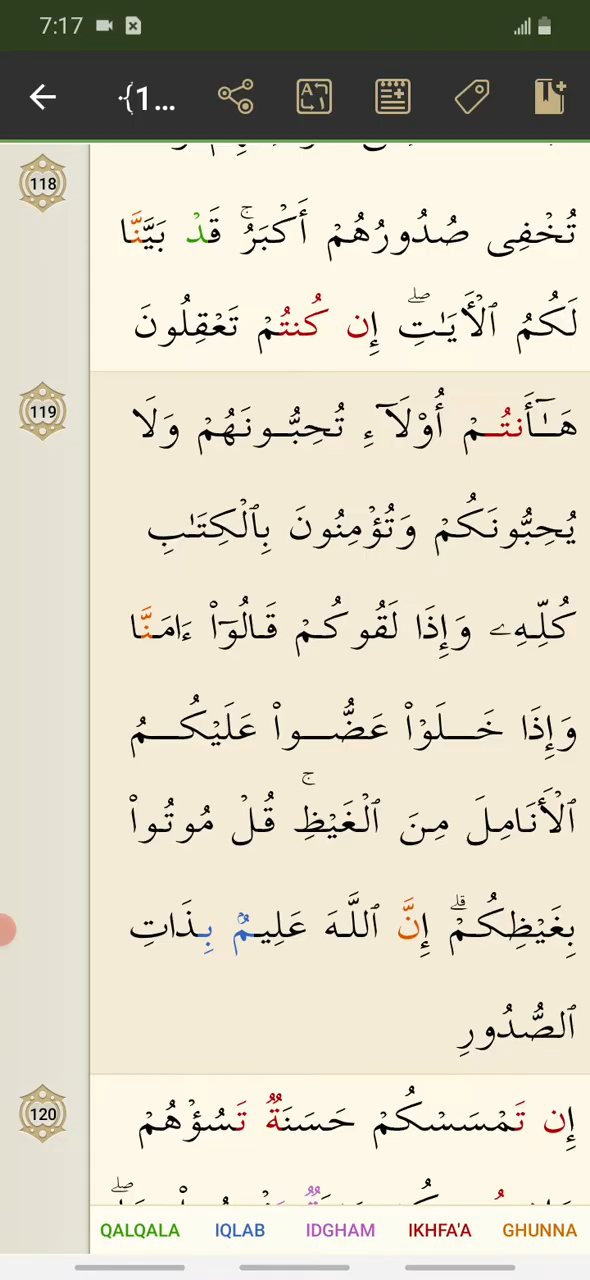 7:17
{1...
118
تُخْفِى صُدُورُهُمْ أَكْبَرُ ۚ قَدْ بَيَّنَّا
لَكُمُ ٱلْأَيَـٰتِ ۖ إِن كُنتُمْ تَعْقِلُونَ
119
هَـٰٓأَنتُمْ أُوْلَآءِ تُحِبُّونَهُمْ وَلَا
يُحِبُّونَكُمْ وَتُؤْمِنُونَ بِٱلْكِتَـٰبِ
كُلِّهِۦ وَإِذَا لَقُوكُمْ قَالُوٓا۟ ءَامَنَّا
وَإِذَا خَلَوْا۟ عَضُّوا۟ عَلَيْكُمُ
ٱلْأَنَامِلَ مِنَ ٱلْغَيْظِ ۚ قُلْ مُوتُوا۟
بِغَيْظِكُمْ ۗ إِنَّ ٱللَّهَ عَلِيمٌۢ بِذَاتِ
ٱلصُّدُورِ
120
إِن تَمْسَسْكُمْ حَسَنَةٌ تَسُؤْهُمْ
QALQALA IQLAB IDGHAM IKHFA'A GHUNNA